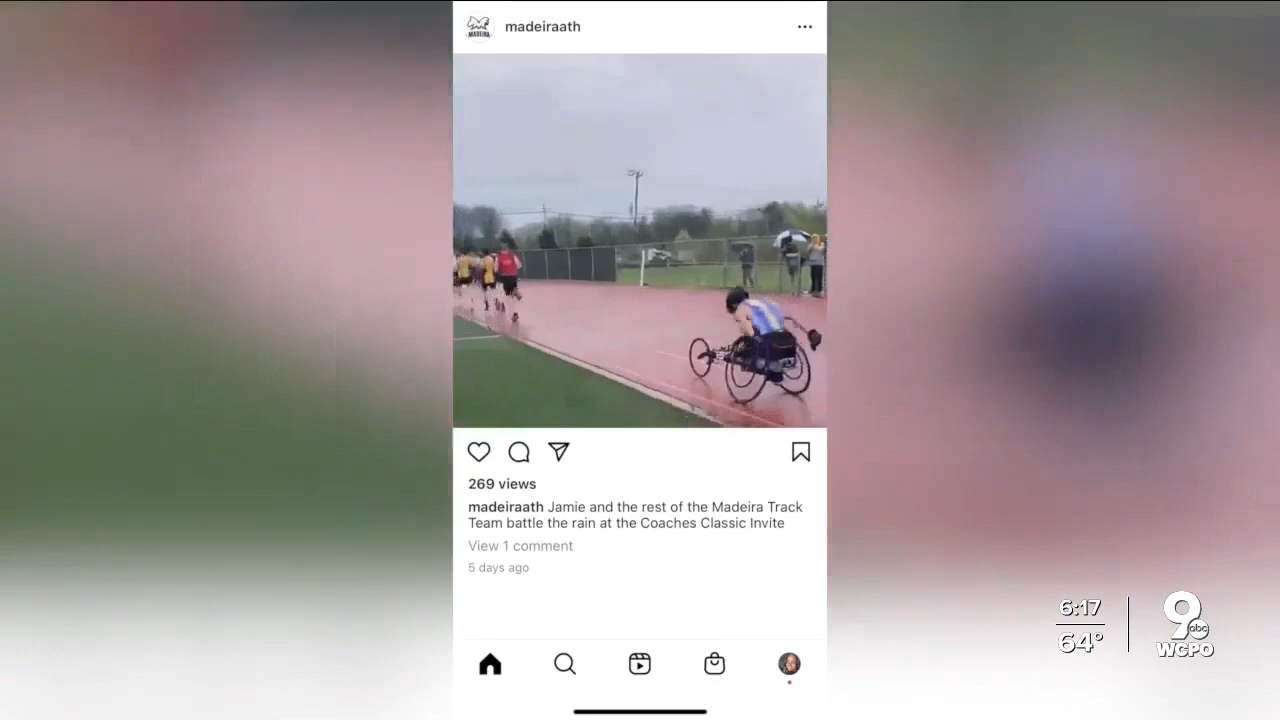 MADEIRA
madeiraath
269 views
madeiraath Jamie and the rest of the Madeira Track
Team battle the rain at the Coaches Classic Invite
View 1 comment
5 days ago
6:17
64°
9
abc
WCPO